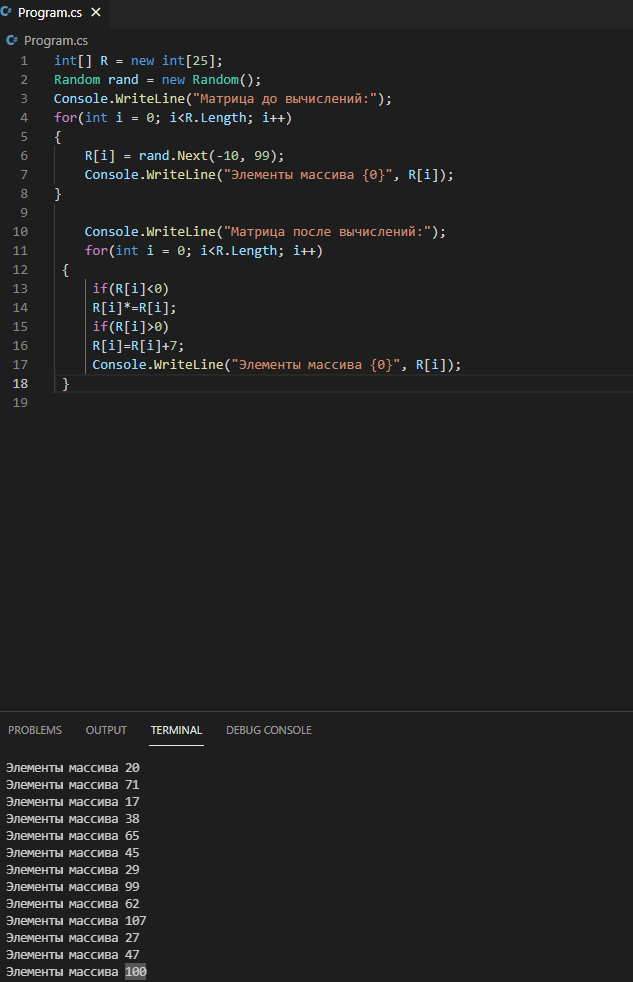 Program.cs
Program.cs
1 int[] R = new int[25];
2 Random rand = new Random();
3 Console.WriteLine("Матрица до вычислений:");
4 for(int i = 0; i<R.Length; i++)
5 {
6 R[i] = rand.Next(-10, 99);
7 Console.WriteLine("Элементы массива {0}", R[i]);
8 }
9
10 Console.WriteLine("Матрица после вычислений:");
11 for(int i = 0; i<R.Length; i++)
12 {
13 if(R[i]<0)
14 R[i]*=R[i];
15 if(R[i]>0)
16 R[i]=R[i]+7;
17 Console.WriteLine("Элементы массива {0}", R[i]);
18 }
19
PROBLEMS OUTPUT TERMINAL DEBUG CONSOLE
Элементы массива 20
Элементы массива 71
Элементы массива 17
Элементы массива 38
Элементы массива 65
Элементы массива 45
Элементы массива 29
Элементы массива 99
Элементы массива 62
Элементы массива 107
Элементы массива 27
Элементы массива 47
Элементы массива 100